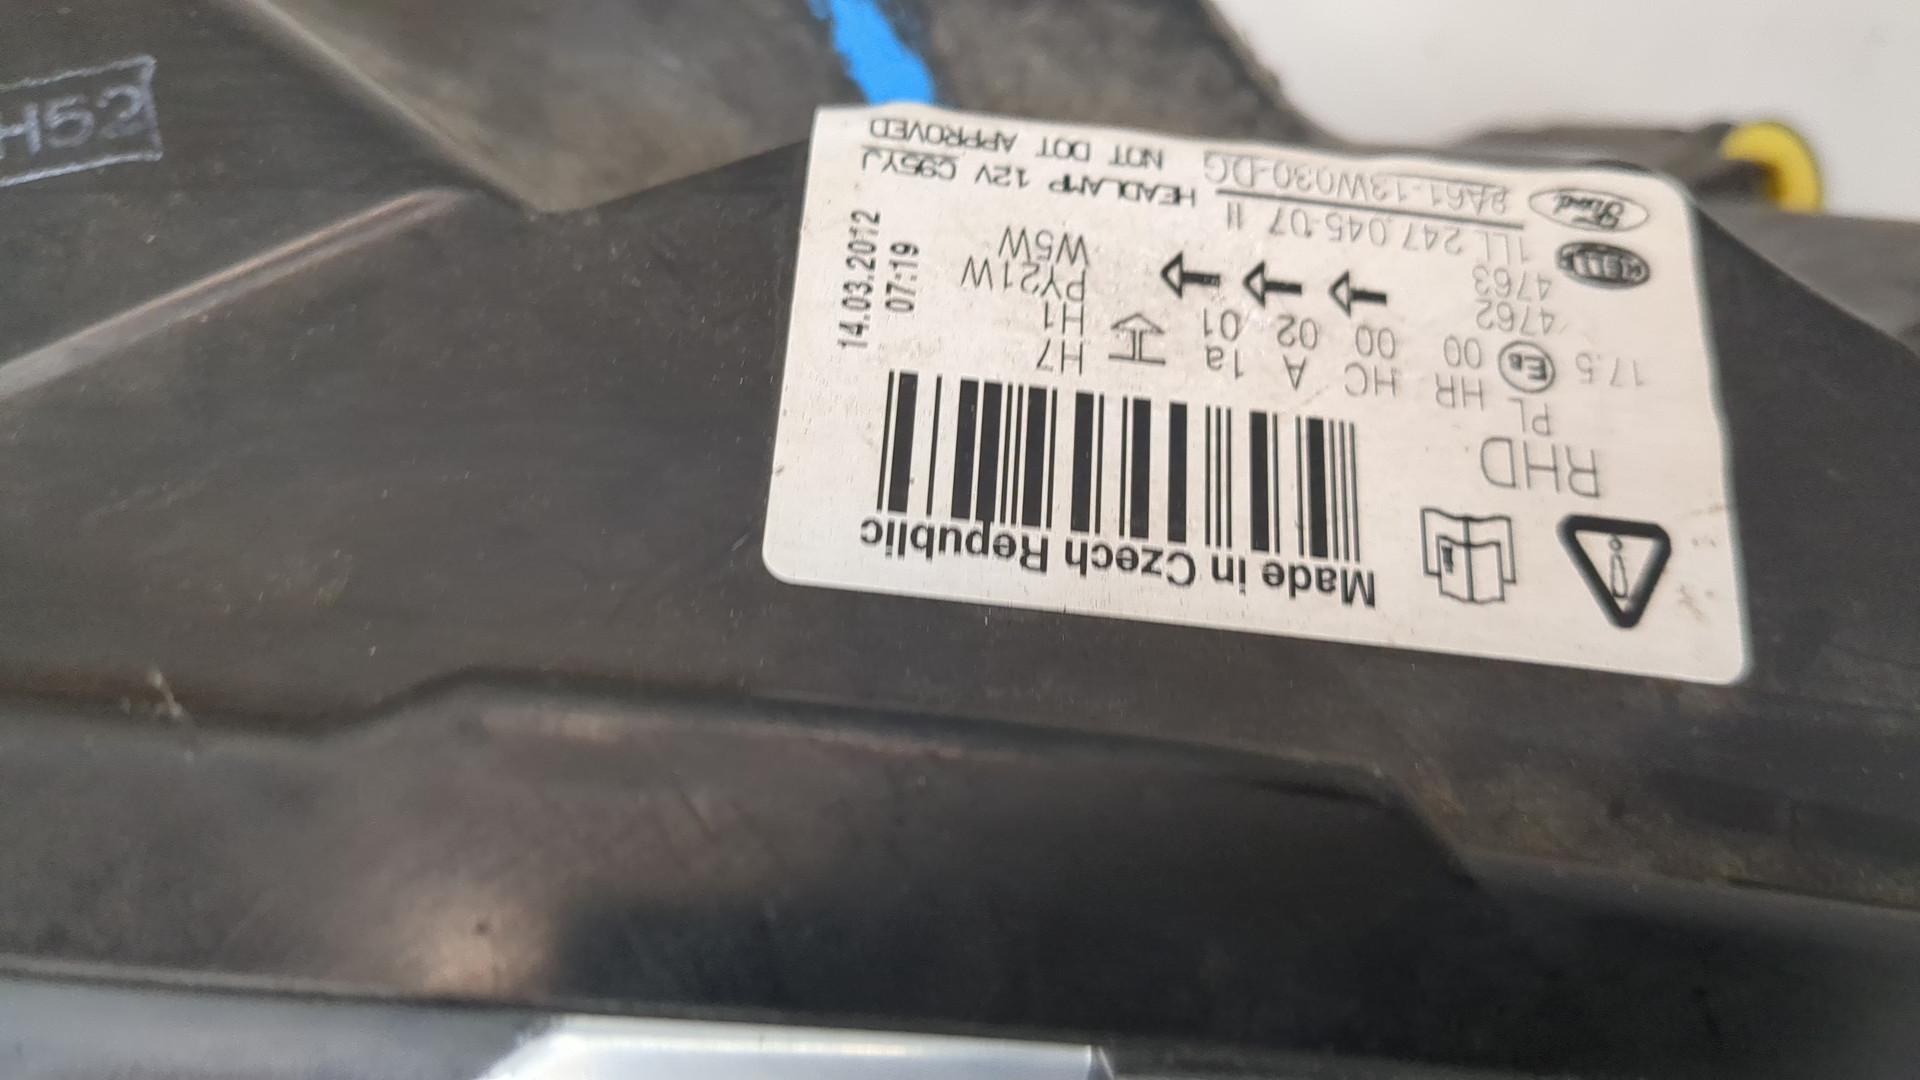 H52
Made in Czech Republic
RHD
PL HR HC A 1a H7
17.5 E8 00 00 02 01 H1
4762 PY21W
4763 W5W
1LL 247.045-07 II
HELLA
Ford 8A61-13W030-DG
HEADLAMP 12V C95YJ
NOT DOT APPROVED
14.03.2012
07:19